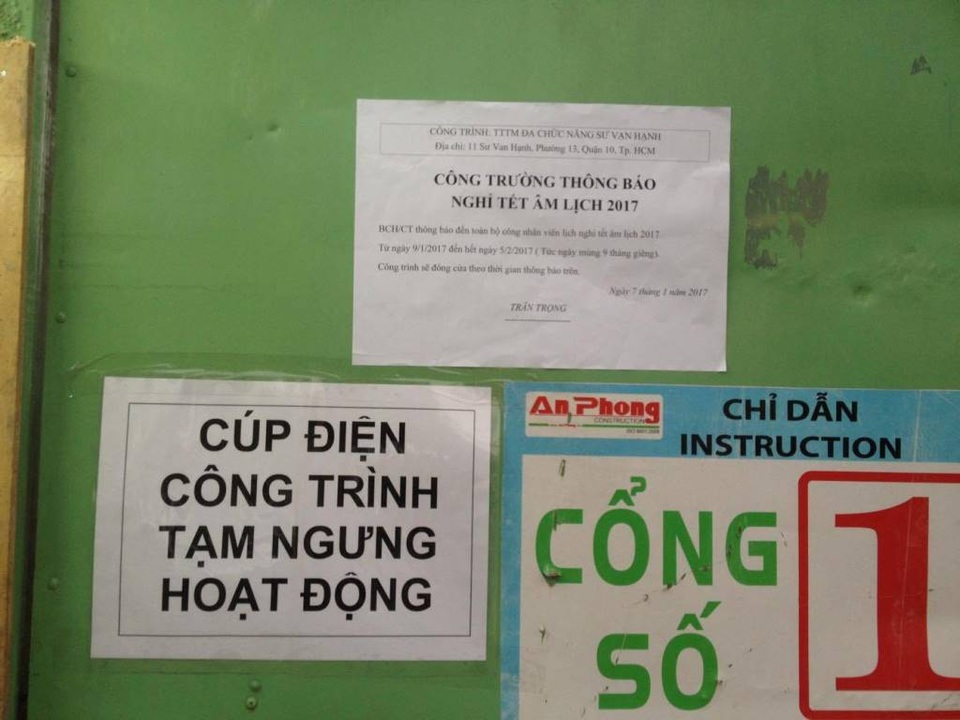 CÔNG TRÌNH: TTTM ĐA CHỨC NĂNG SƯ VẠN HẠNH
Địa chỉ: 11 Sư Vạn Hạnh, Phường 13, Quận 10, Tp. HCM
CÔNG TRƯỜNG THÔNG BÁO
NGHỈ TẾT ÂM LỊCH 2017
BCH/CT thông báo đến toàn bộ công nhân viên lịch nghỉ tết âm lịch 2017.
Từ ngày 9/1/2017 đến hết ngày 5/2/2017 ( Tức ngày mùng 9 tháng giêng).
Công trình sẽ đóng cửa theo thời gian thông báo trên.
Ngày 7 tháng 1 năm 2017
TRÂN TRỌNG
CÚP ĐIỆN
CÔNG TRÌNH
TẠM NGƯNG
HOẠT ĐỘNG
An Phong
CONSTRUCTION
ISO 9001:2008
CHỈ DẪN
INSTRUCTION
CỔNG
SỐ
1